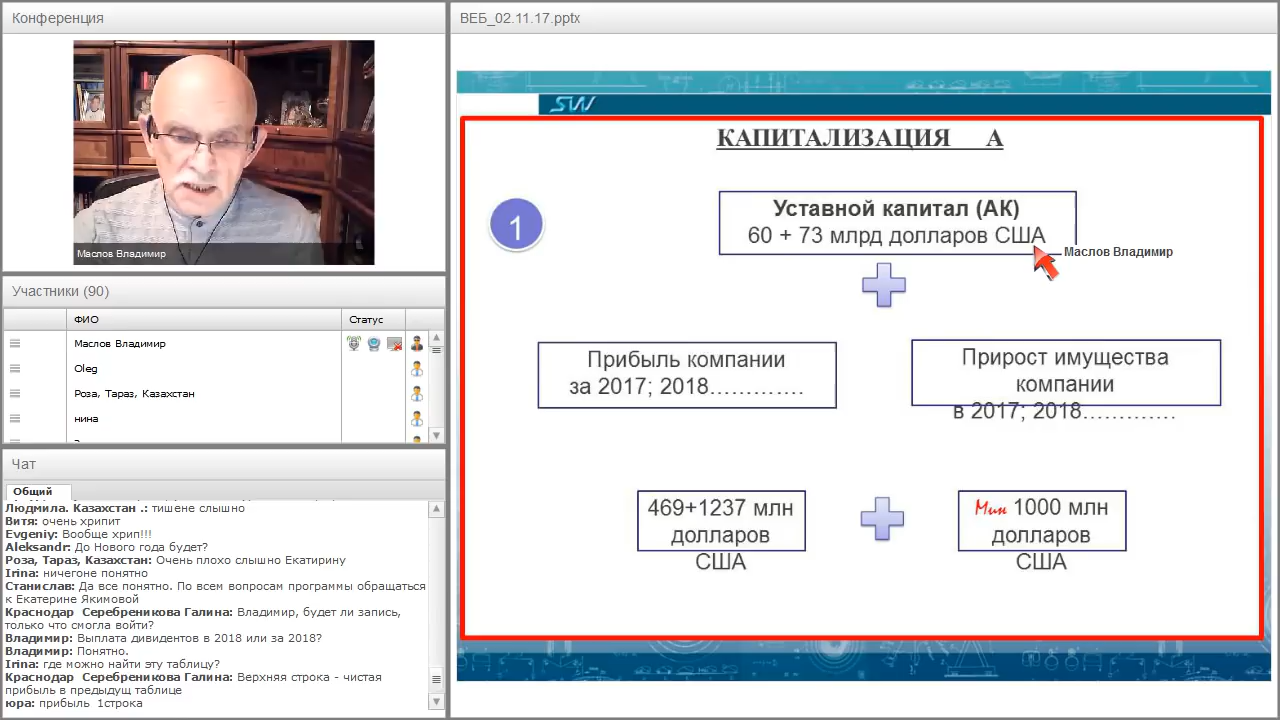 Конференция
Маслов Владимир
Участники (90)
ФИО
Статус
Маслов Владимир
Oleg
Роза, Тараз, Казахстан
нина
Чат
Общий
Людмила. Казахстан .: тишене слышно
Витя: очень хрипит
Evgeniy: Вообще хрип!!!
Aleksandr: До Нового года будет?
Роза, Тараз, Казахстан: Очень плохо слышно Екатирину
Irina: ничегоне понятно
Станислав: Да все понятно. По всем вопросам программы обращаться
к Екатерине Якимовой
Краснодар Серебреникова Галина: Владимир, будет ли запись,
только что смогла войти?
Владимир: Выплата дивидентов в 2018 или за 2018?
Владимир: Понятно.
Irina: где можно найти эту таблицу?
Краснодар Серебреникова Галина: Верхняя строка - чистая
прибыль в предыдущ таблице
юра: прибыль 1строка
ВЕБ_02.11.17.pptx
SW
КАПИТАЛИЗАЦИЯ А
1
Уставной капитал (АК)
60 + 73 млрд долларов США
Маслов Владимир
Прибыль компании
за 2017; 2018………….
Прирост имущества
компании
в 2017; 2018………….
469+1237 млн
долларов
США
Мин 1000 млн
долларов
США